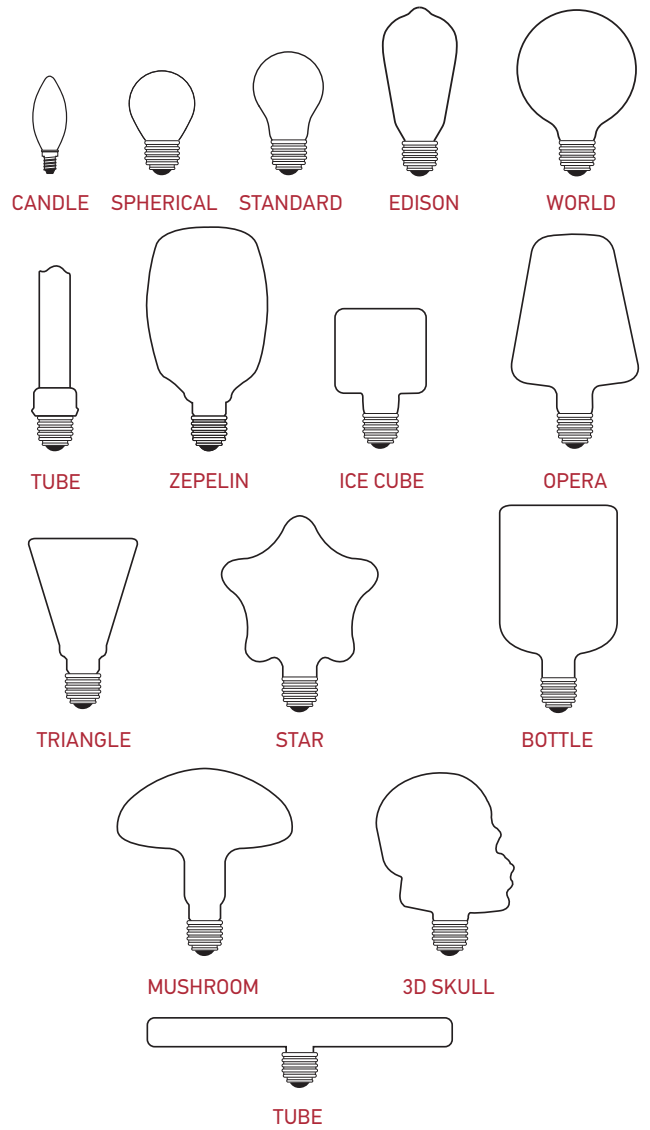 CANDLE SPHERICAL STANDARD EDISON WORLD
TUBE ZEPELIN ICE CUBE OPERA
TRIANGLE STAR BOTTLE
MUSHROOM 3D SKULL
TUBE